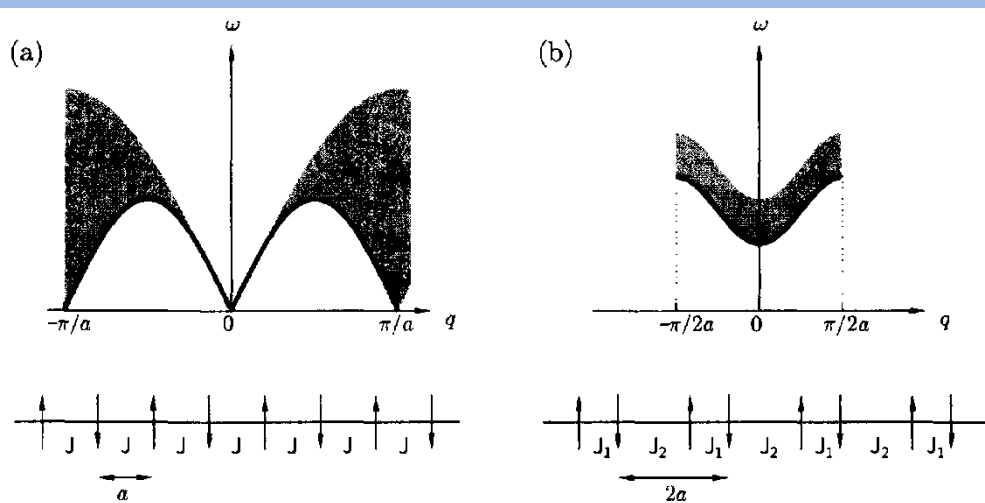 (a)
ω
−π/a
0
π/a
q
J J J J J J J
a
(b)
ω
−π/2a
0
π/2a
q
J₁ J₂ J₁ J₂ J₁ J₂ J₁
2a